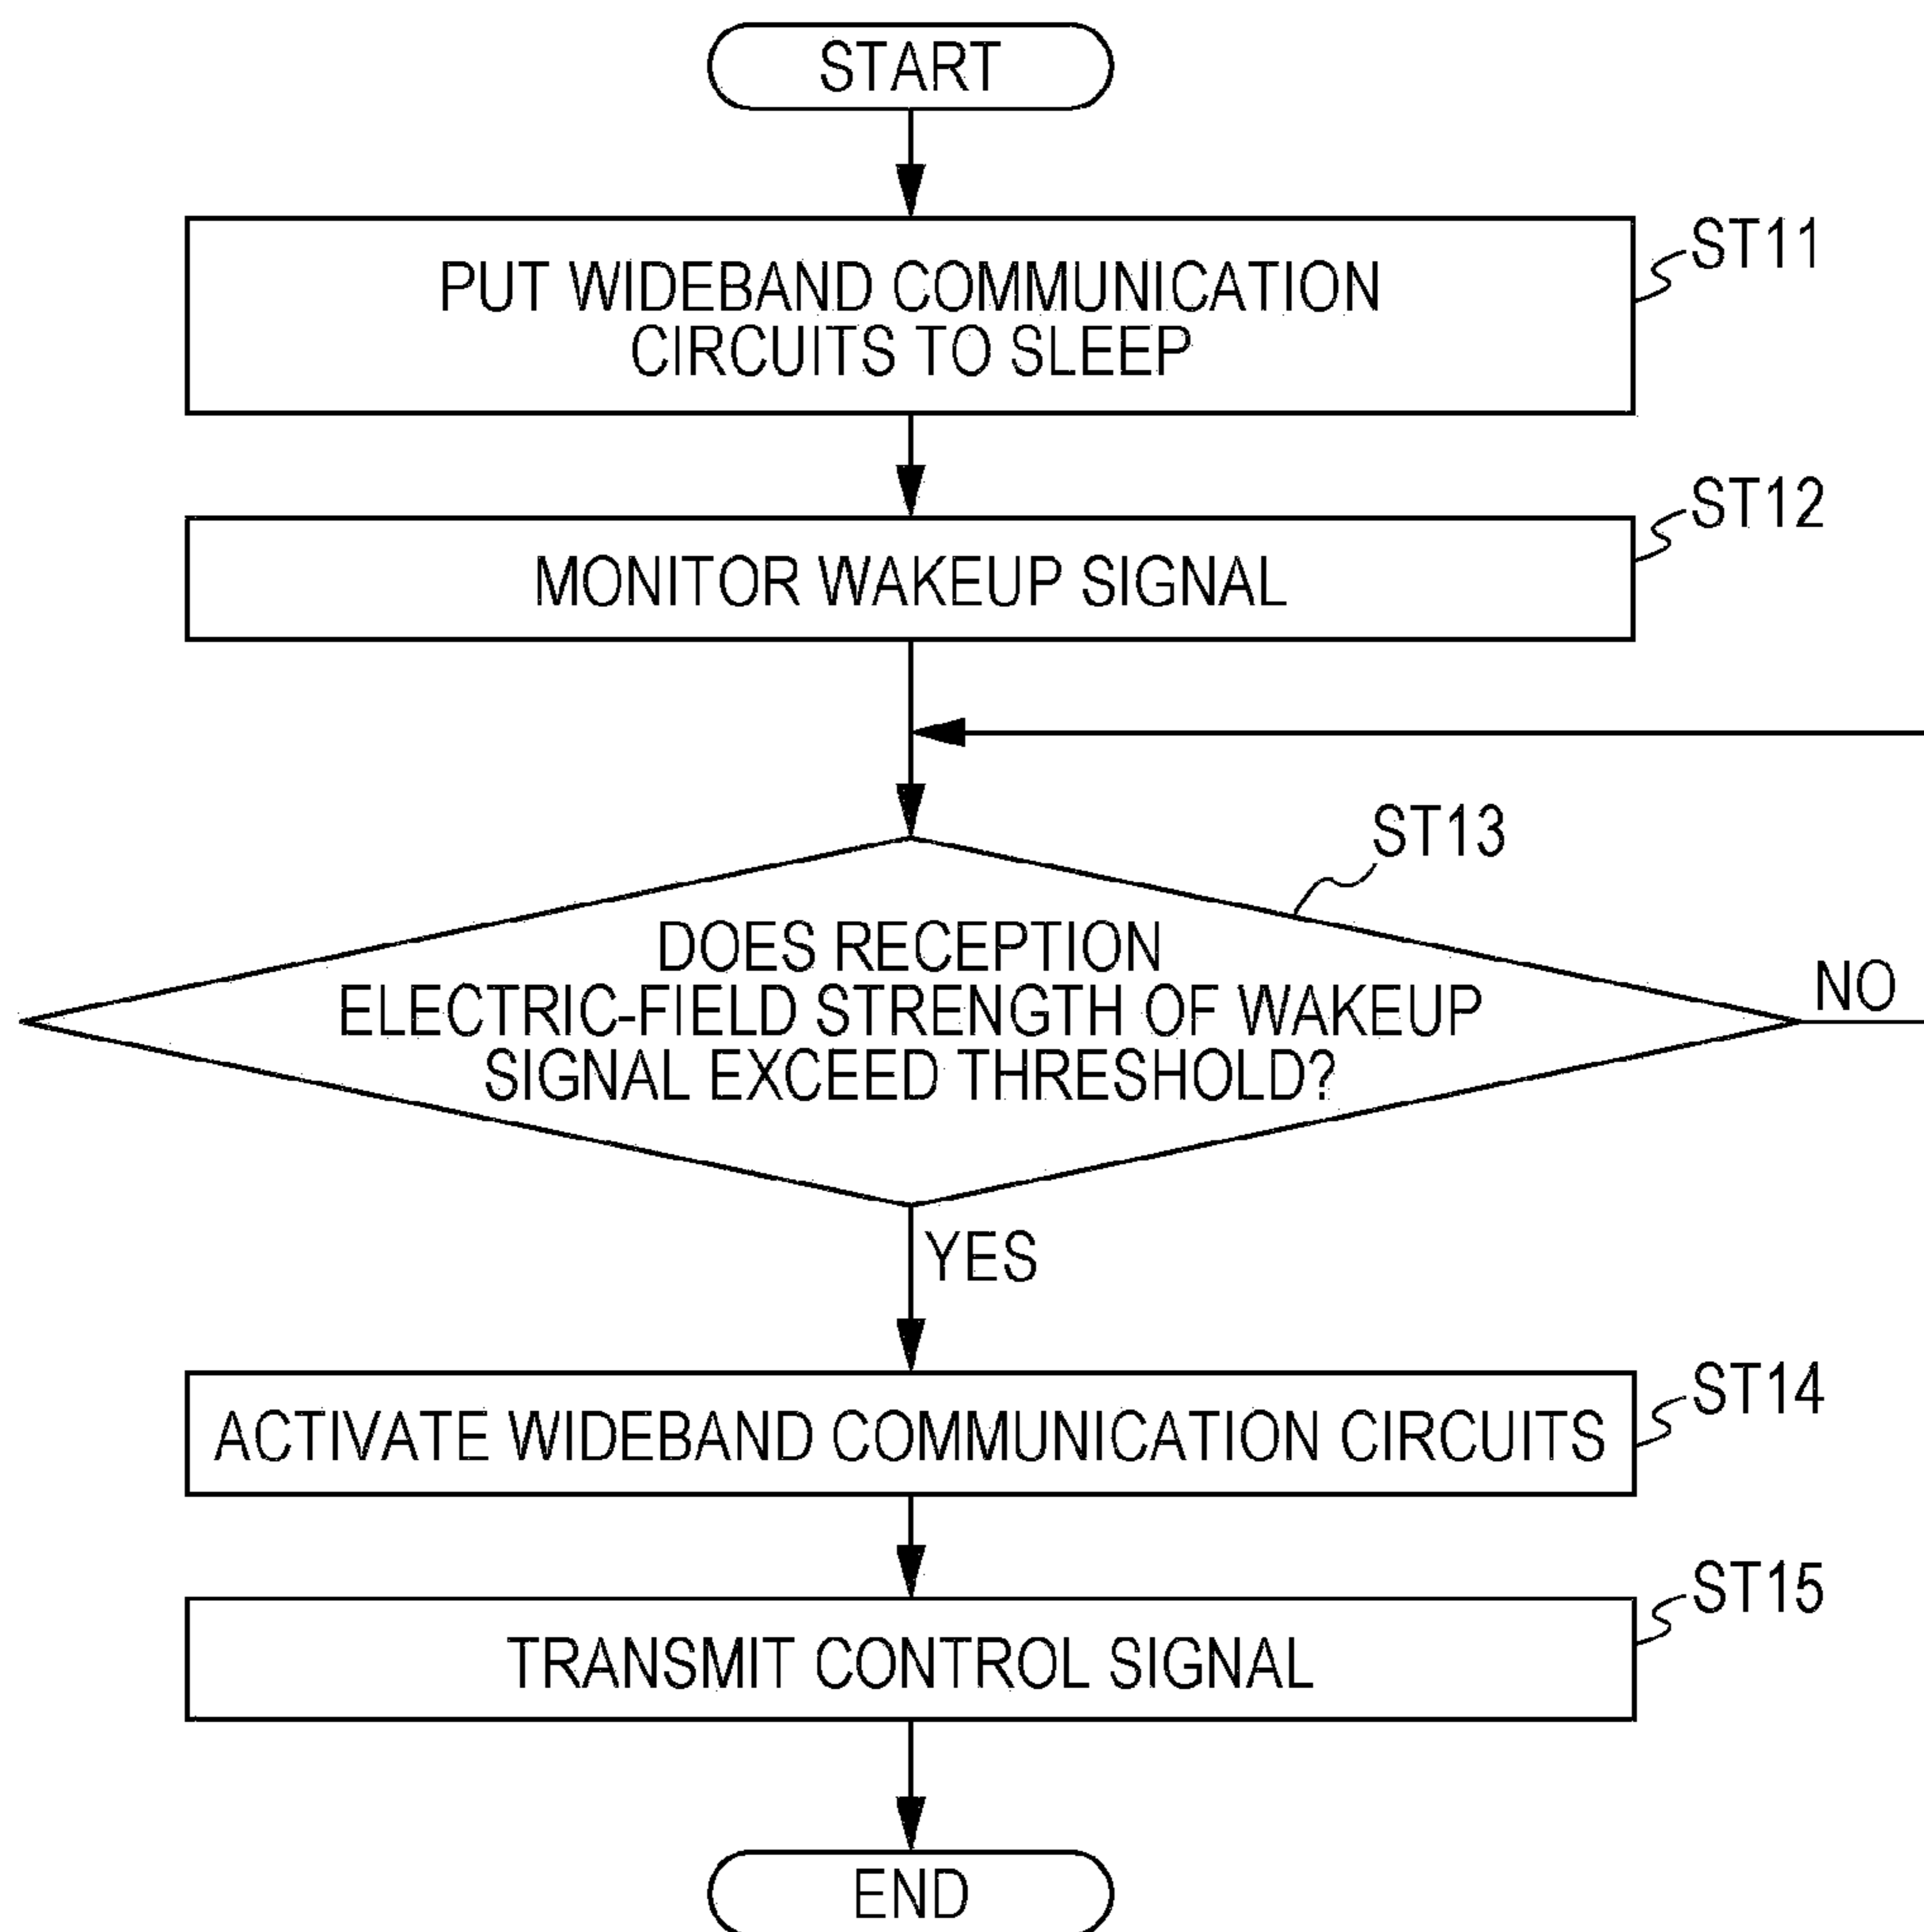 START
PUT WIDEBAND COMMUNICATION
CIRCUITS TO SLEEP
ST11
MONITOR WAKEUP SIGNAL
ST12
ST13
DOES RECEPTION
ELECTRIC-FIELD STRENGTH OF WAKEUP
SIGNAL EXCEED THRESHOLD?
NO
YES
ACTIVATE WIDEBAND COMMUNICATION CIRCUITS
ST14
TRANSMIT CONTROL SIGNAL
ST15
END